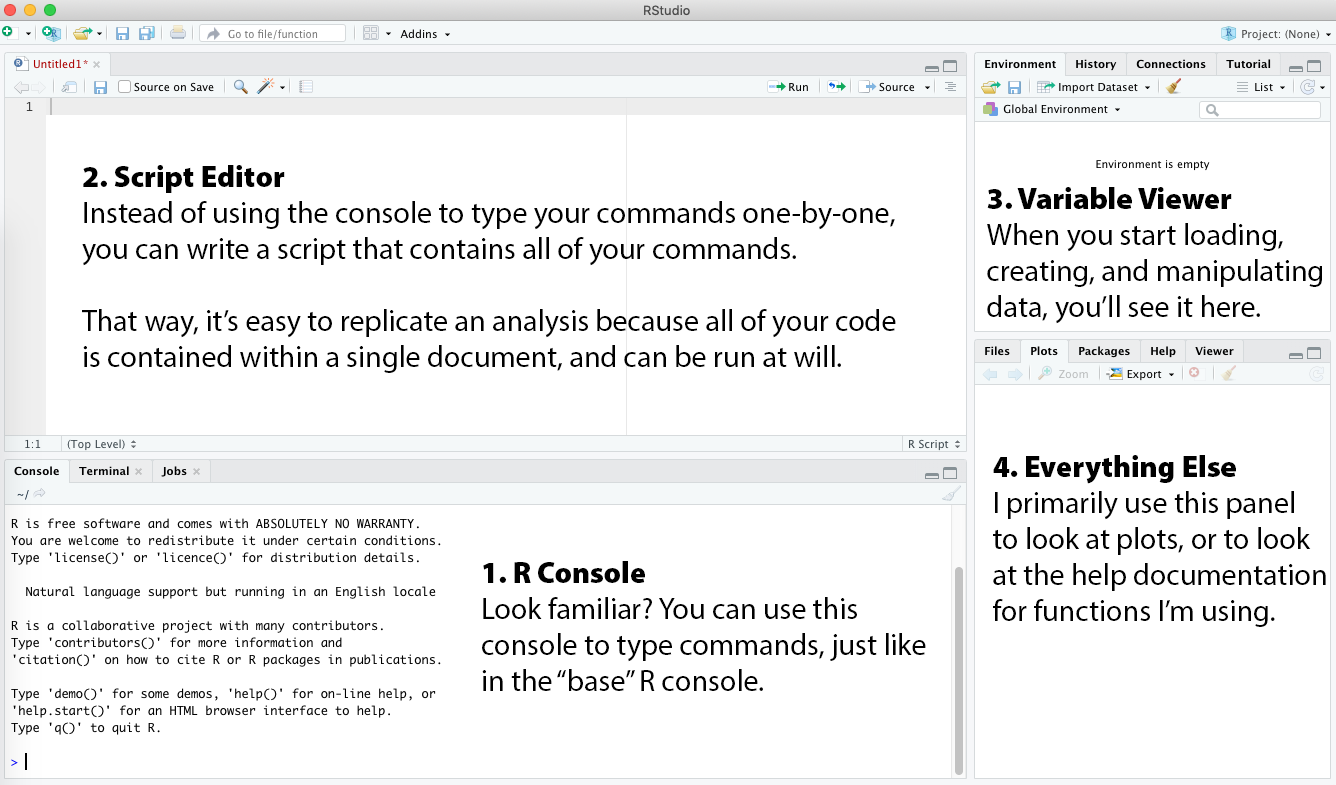 RStudio
Go to file/function
Addins
Project: (None)
Untitled1*
Source on Save
Run
Source
1
2. Script Editor
Instead of using the console to type your commands one-by-one,
you can write a script that contains all of your commands.
That way, it’s easy to replicate an analysis because all of your code
is contained within a single document, and can be run at will.
1:1 (Top Level) R Script
Console Terminal Jobs
~/
R is free software and comes with ABSOLUTELY NO WARRANTY.
You are welcome to redistribute it under certain conditions.
Type 'license()' or 'licence()' for distribution details.
Natural language support but running in an English locale
R is a collaborative project with many contributors.
Type 'contributors()' for more information and
'citation()' on how to cite R or R packages in publications.
Type 'demo()' for some demos, 'help()' for on-line help, or
'help.start()' for an HTML browser interface to help.
Type 'q()' to quit R.
>
1. R Console
Look familiar? You can use this
console to type commands, just like
in the “base” R console.
Environment History Connections Tutorial
Import Dataset List
Global Environment
Environment is empty
3. Variable Viewer
When you start loading,
creating, and manipulating
data, you’ll see it here.
Files Plots Packages Help Viewer
Zoom Export
4. Everything Else
I primarily use this panel
to look at plots, or to look
at the help documentation
for functions I’m using.